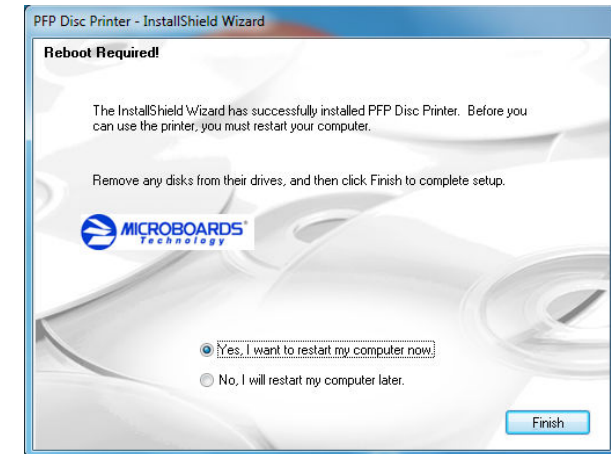 PFP Disc Printer - InstallShield Wizard
Reboot Required!
The InstallShield Wizard has successfully installed PFP Disc Printer. Before you
can use the printer, you must restart your computer.
Remove any disks from their drives, and then click Finish to complete setup.
MICROBOARDS®
Technology
Yes, I want to restart my computer now.
No, I will restart my computer later.
Finish